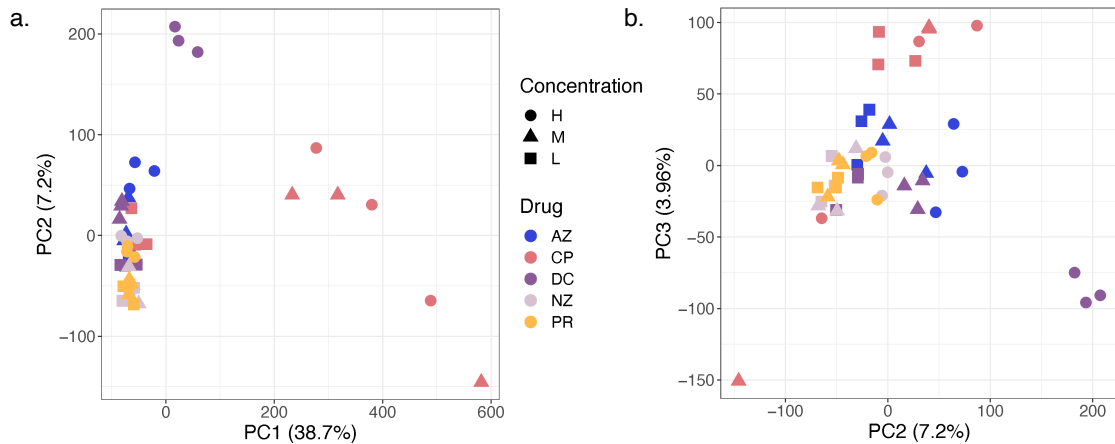 a.
200
100
0
−100
PC2 (7.2%)
0
200
400
600
PC1 (38.7%)
Concentration
H
M
L
Drug
AZ
CP
DC
NZ
PR
b.
100
50
0
−50
−100
−150
PC3 (3.96%)
−100
0
100
200
PC2 (7.2%)